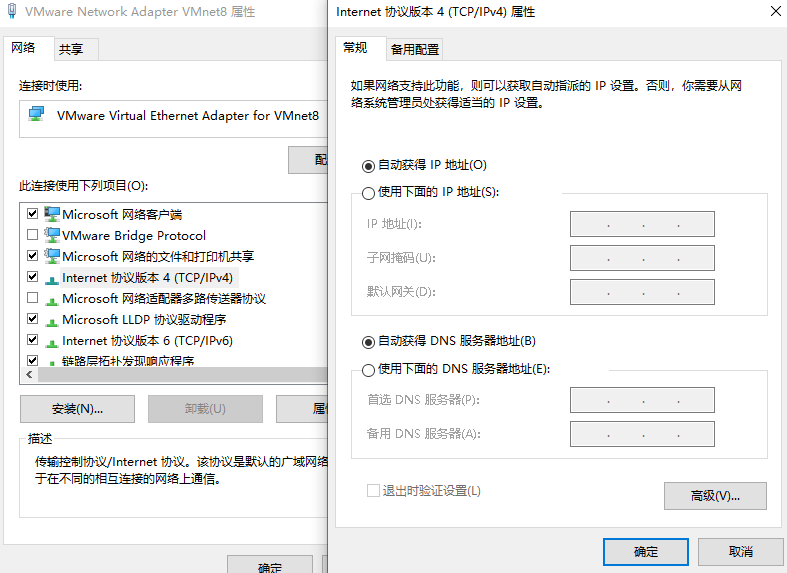 VMware Network Adapter VMnet8 属性
网络
共享
连接时使用:
VMware Virtual Ethernet Adapter for VMnet8
配
此连接使用下列项目(O):
Microsoft 网络客户端
VMware Bridge Protocol
Microsoft 网络的文件和打印机共享
Internet 协议版本 4 (TCP/IPv4)
Microsoft 网络适配器多路传送器协议
Microsoft LLDP 协议驱动程序
Internet 协议版本 6 (TCP/IPv6)
链路层拓扑发现响应程序
安装(N)...
卸载(U)
属
描述
传输控制协议/Internet 协议。该协议是默认的广域网络
于在不同的相互连接的网络上通信。
确定
Internet 协议版本 4 (TCP/IPv4) 属性
常规
备用配置
如果网络支持此功能，则可以获取自动指派的 IP 设置。否则，你需要从网
络系统管理员处获得适当的 IP 设置。
自动获得 IP 地址(O)
使用下面的 IP 地址(S):
IP 地址(I):
子网掩码(U):
默认网关(D):
自动获得 DNS 服务器地址(B)
使用下面的 DNS 服务器地址(E):
首选 DNS 服务器(P):
备用 DNS 服务器(A):
退出时验证设置(L)
高级(V)...
确定
取消